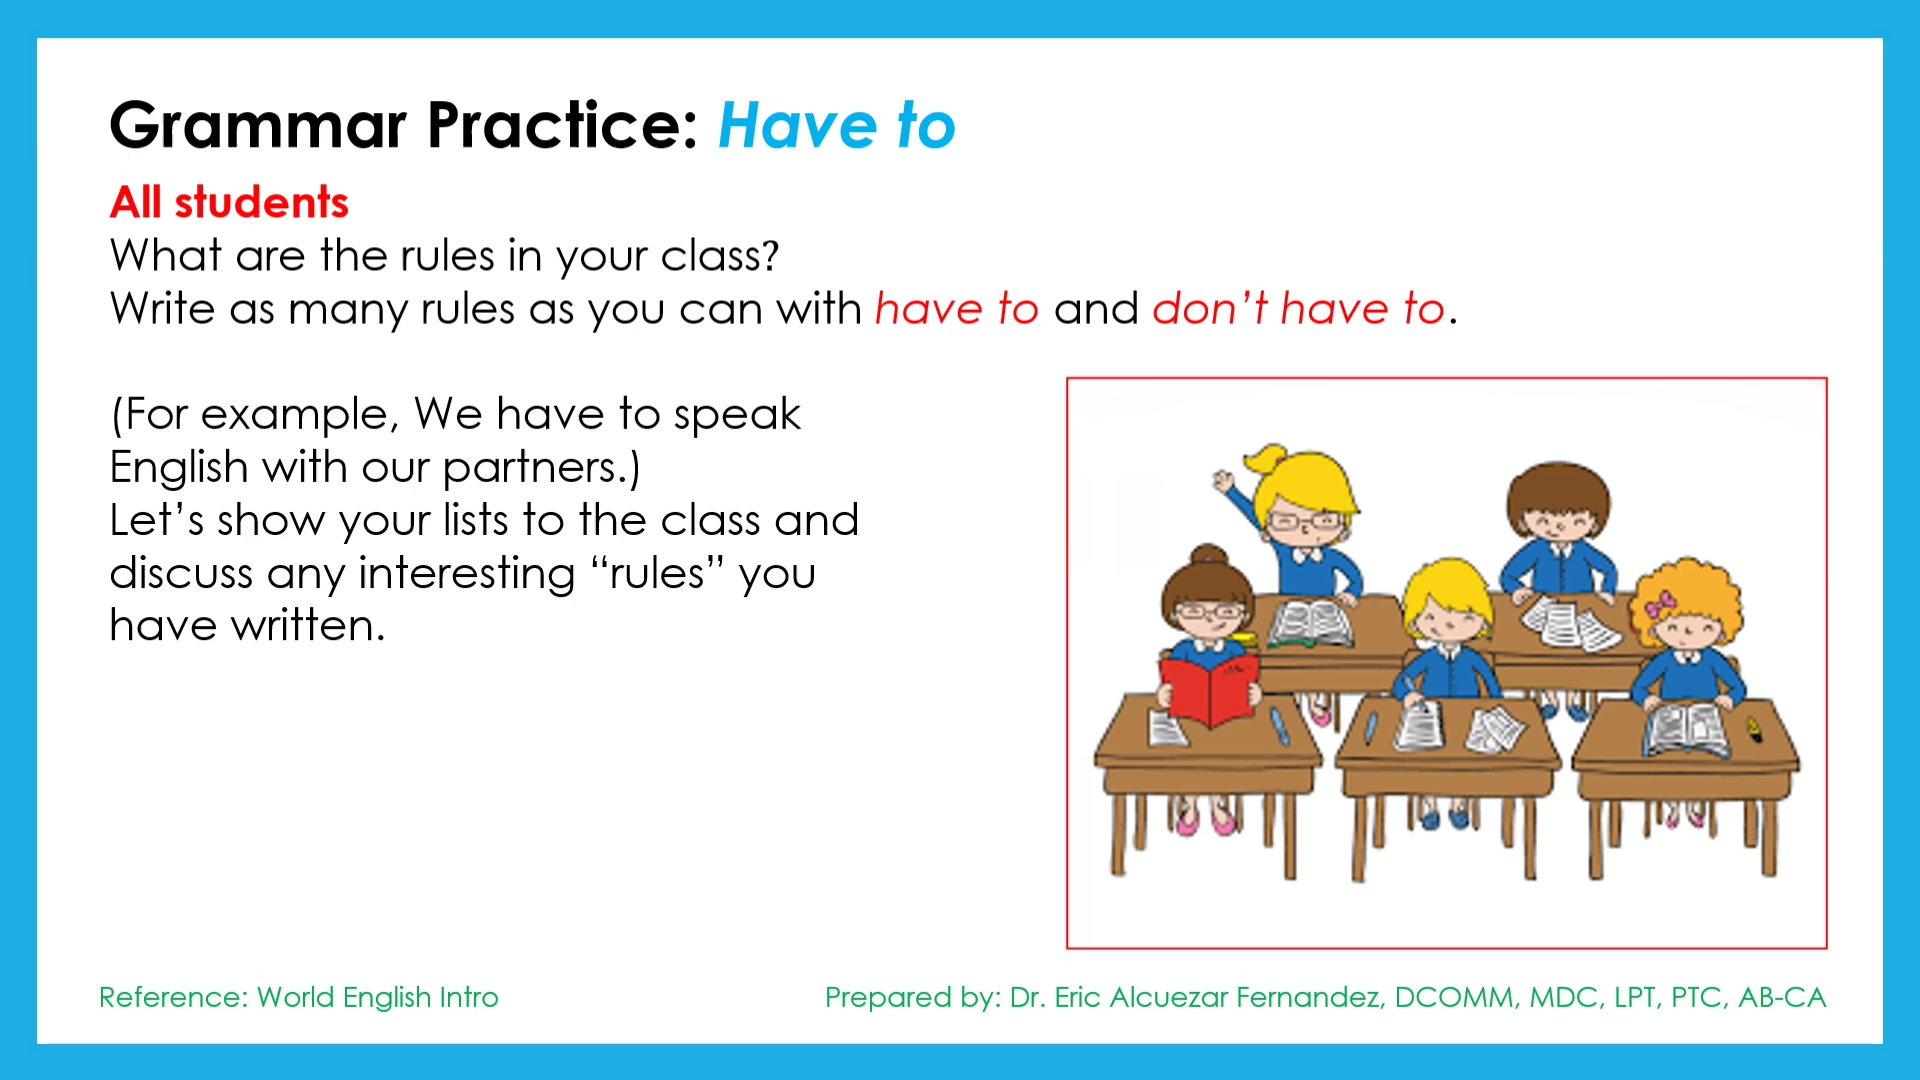 Grammar Practice: Have to
All students
What are the rules in your class?
Write as many rules as you can with have to and don’t have to.
(For example, We have to speak
English with our partners.)
Let’s show your lists to the class and
discuss any interesting “rules” you
have written.
Reference: World English Intro
Prepared by: Dr. Eric Alcuezar Fernandez, DCOMM, MDC, LPT, PTC, AB-CA